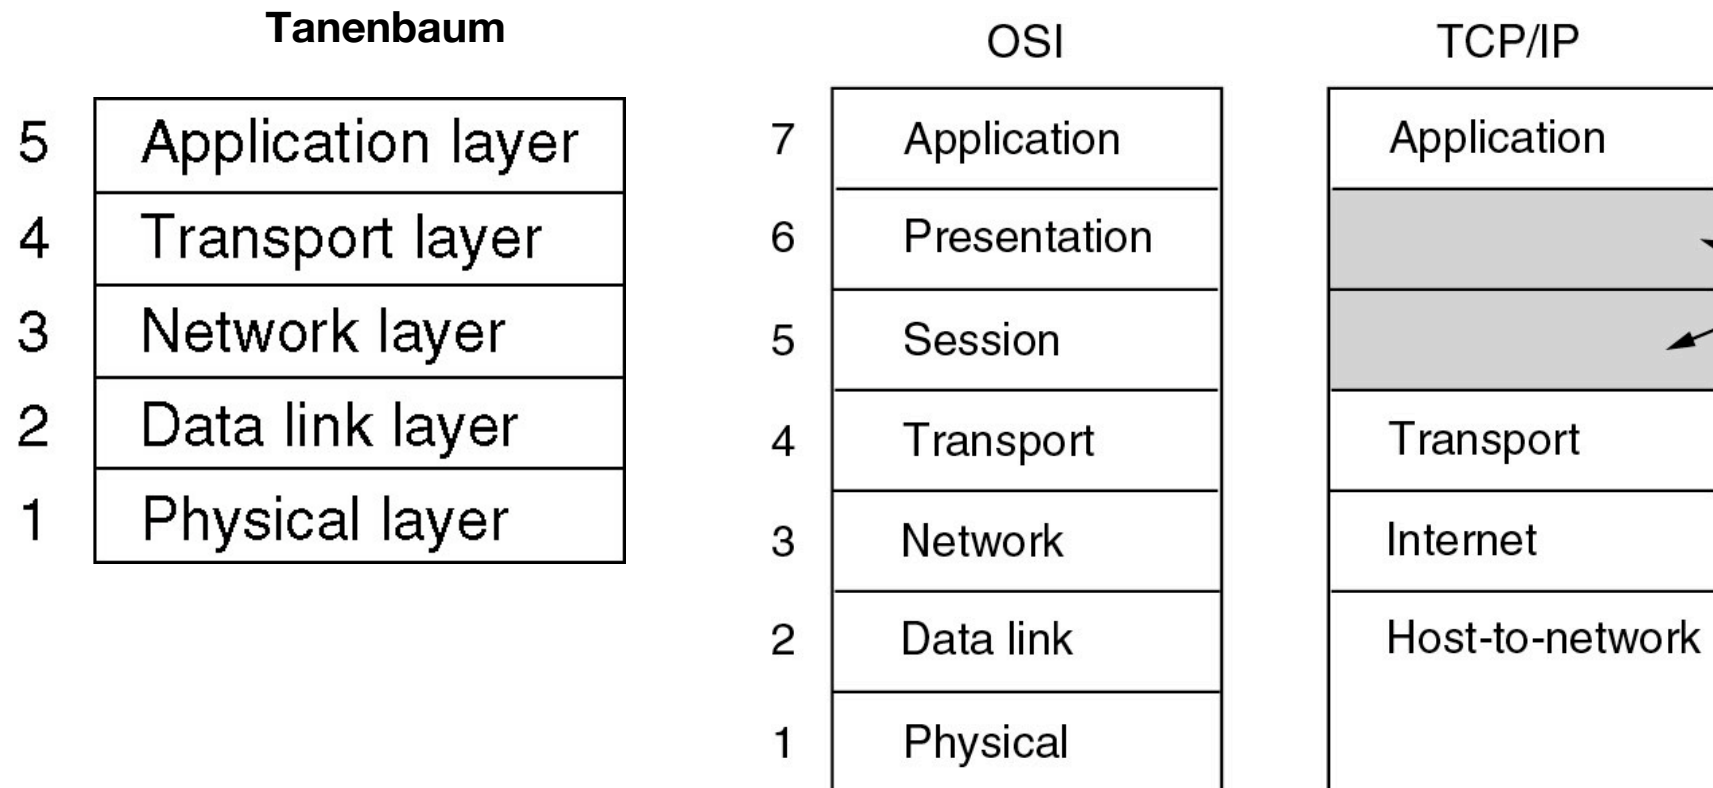 Tanenbaum
5 Application layer
4 Transport layer
3 Network layer
2 Data link layer
1 Physical layer
OSI
7 Application
6 Presentation
5 Session
4 Transport
3 Network
2 Data link
1 Physical
TCP/IP
Application
Transport
Internet
Host-to-network